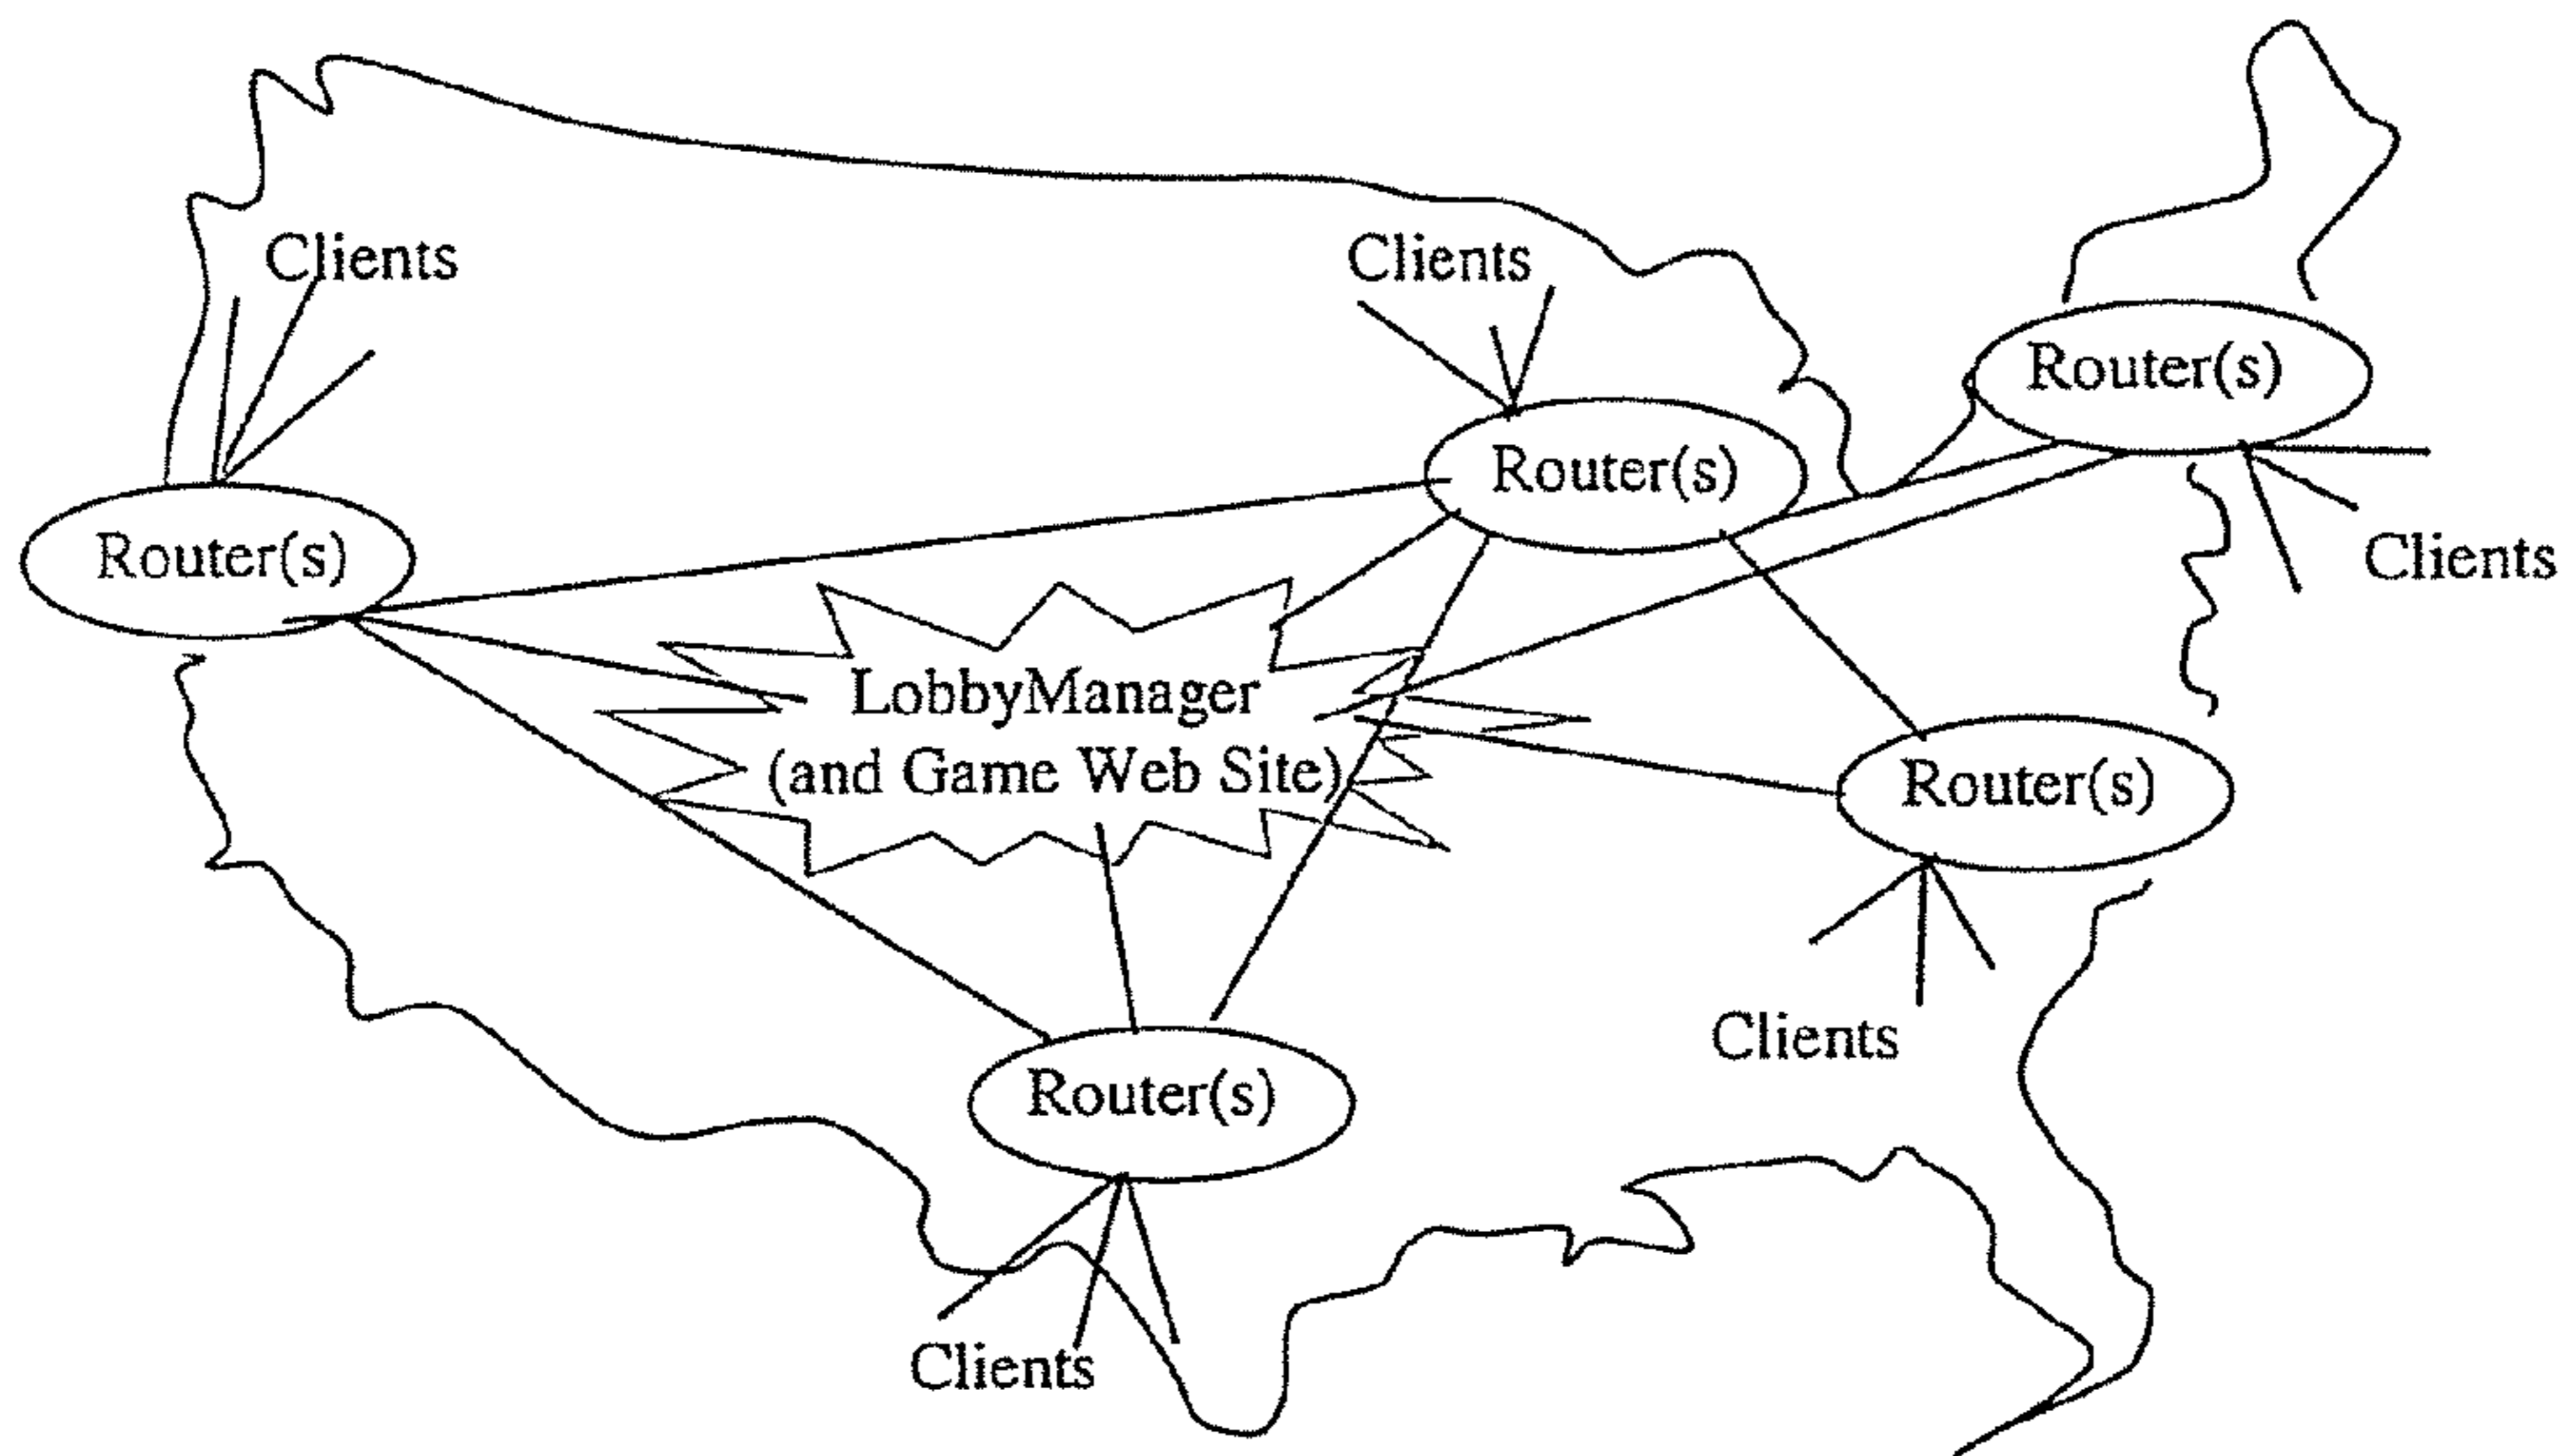 Clients
Clients
Router(s)
Router(s)
Router(s)
Clients
LobbyManager
(and Game Web Site)
Router(s)
Clients
Router(s)
Clients